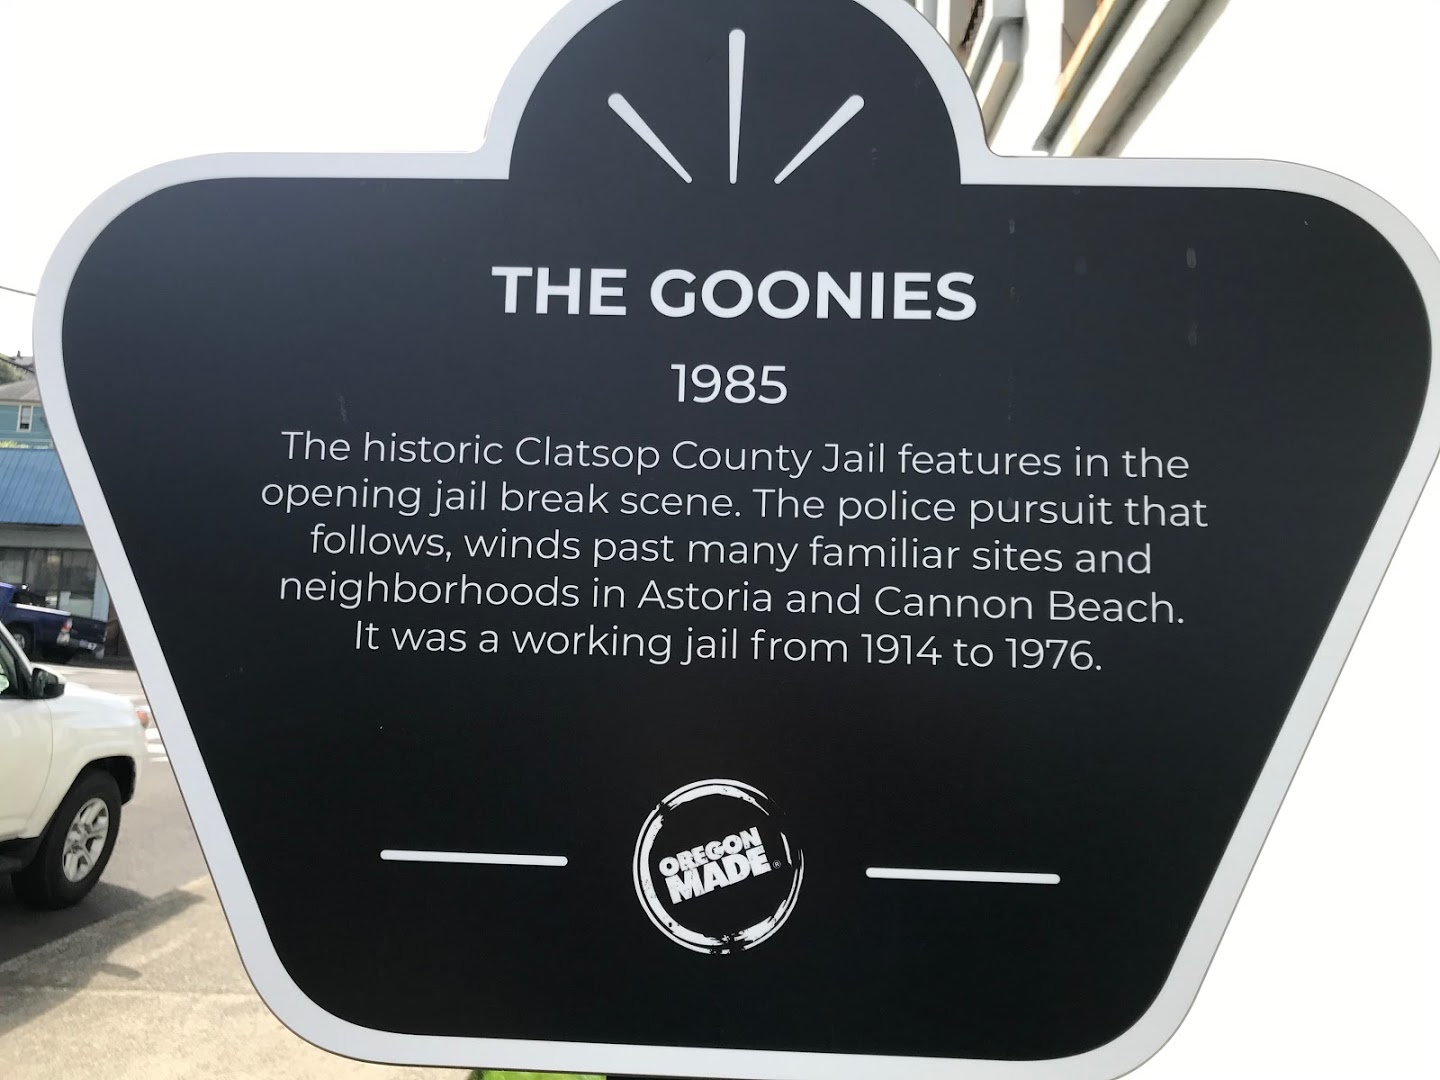 THE GOONIES
1985
The historic Clatsop County Jail features in the
opening jail break scene. The police pursuit that
follows, winds past many familiar sites and
neighborhoods in Astoria and Cannon Beach.
It was a working jail from 1914 to 1976.
OREGON
MADE®